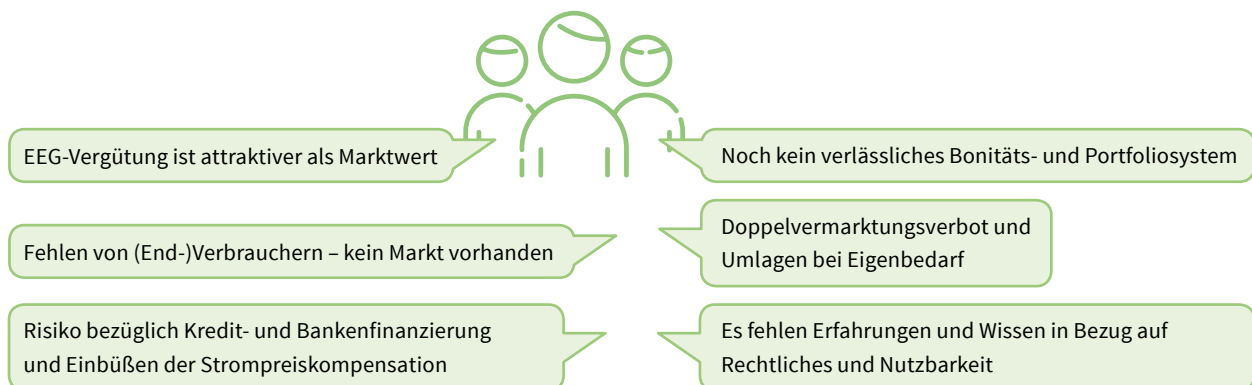 EEG-Vergütung ist attraktiver als Marktwert
Noch kein verlässliches Bonitäts- und Portfoliosystem
Fehlen von (End-)Verbrauchern – kein Markt vorhanden
Doppelvermarktungsverbot und
Umlagen bei Eigenbedarf
Risiko bezüglich Kredit- und Bankenfinanzierung
und Einbüßen der Strompreiskompensation
Es fehlen Erfahrungen und Wissen in Bezug auf
Rechtliches und Nutzbarkeit